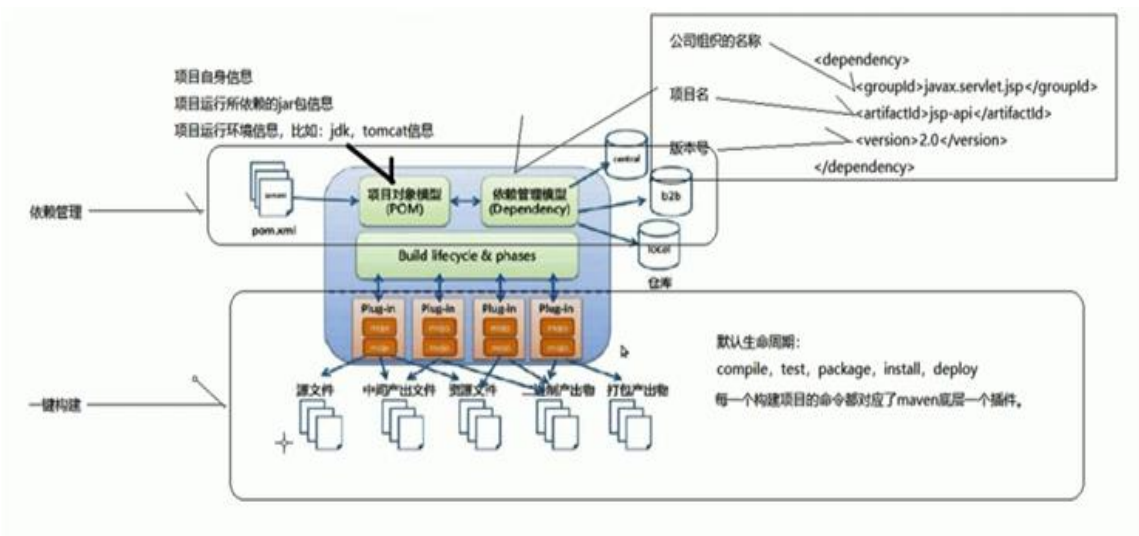 公司组织的名称
<dependency>
<groupId>javax.servlet.jsp</groupId>
项目名
<artifactId>jsp-api</artifactId>
版本号
<version>2.0</version>
</dependency>
项目自身信息
项目运行所依赖的jar包信息
项目运行环境信息，比如：jdk，tomcat信息
依赖管理
pom.xml
项目对象模型
(POM)
依赖管理模型
(Dependency)
central
b2b
local
仓库
Build lifecycle & phases
Plug-in
Plug-in
Plug-in
Plug-in
一键构建
源文件
中间产出文件
资源文件
制产出物
打包产出物
默认生命周期：
compile，test，package，install，deploy
每一个构建项目的命令都对应了maven底层一个插件。